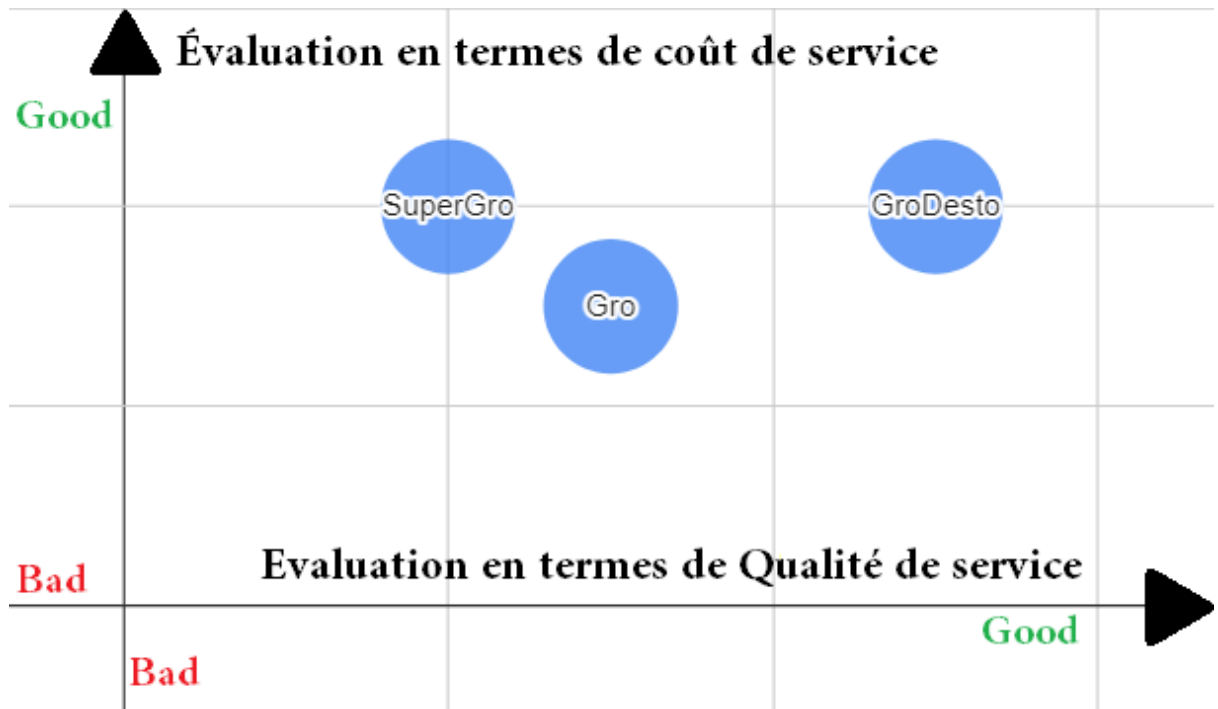 Évaluation en termes de coût de service
Good
SuperGro
GroDesto
Gro
Evaluation en termes de Qualité de service
Bad
Good
Bad